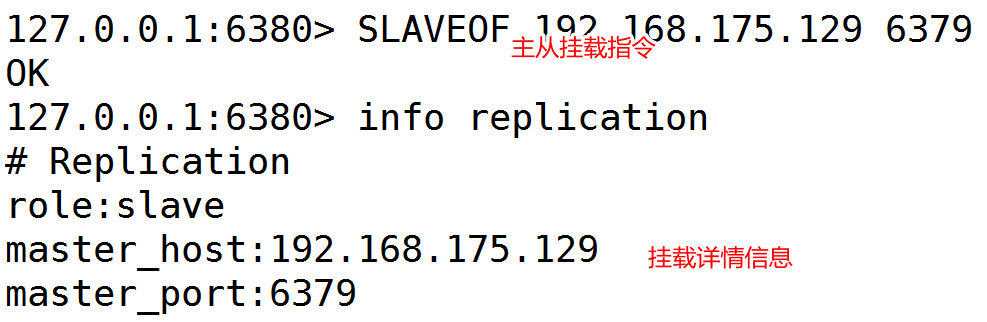 127.0.0.1:6380> SLAVEOF 192.168.175.129 6379
主从挂载指令
OK
127.0.0.1:6380> info replication
# Replication
role:slave
master_host:192.168.175.129
挂载详情信息
master_port:6379